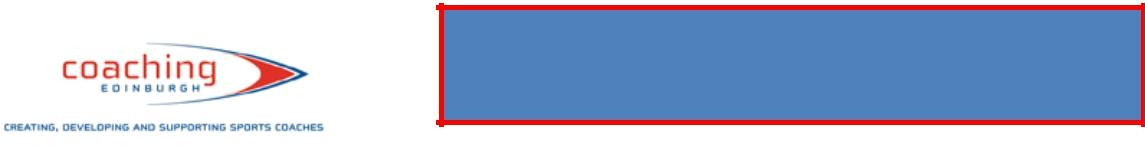 coaching
EDINBURGH
CREATING, DEVELOPING AND SUPPORTING SPORTS COACHES